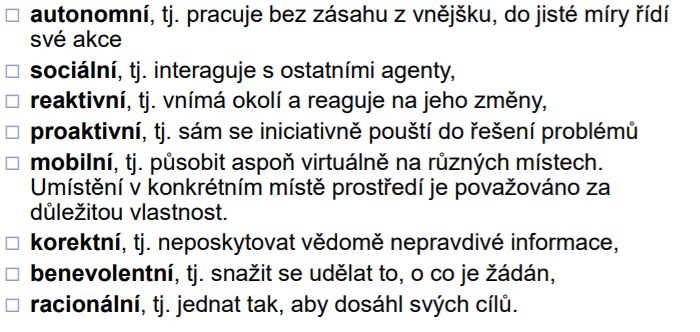 autonomní, tj. pracuje bez zásahu z vnějšku, do jisté míry řídí
své akce
sociální, tj. interaguje s ostatními agenty,
reaktivní, tj. vnímá okolí a reaguje na jeho změny,
proaktivní, tj. sám se iniciativně pouští do řešení problémů
mobilní, tj. působit aspoň virtuálně na různých místech.
Umístění v konkrétním místě prostředí je považováno za
důležitou vlastnost.
korektní, tj. neposkytovat vědomě nepravdivé informace,
benevolentní, tj. snažit se udělat to, o co je žádán,
racionální, tj. jednat tak, aby dosáhl svých cílů.